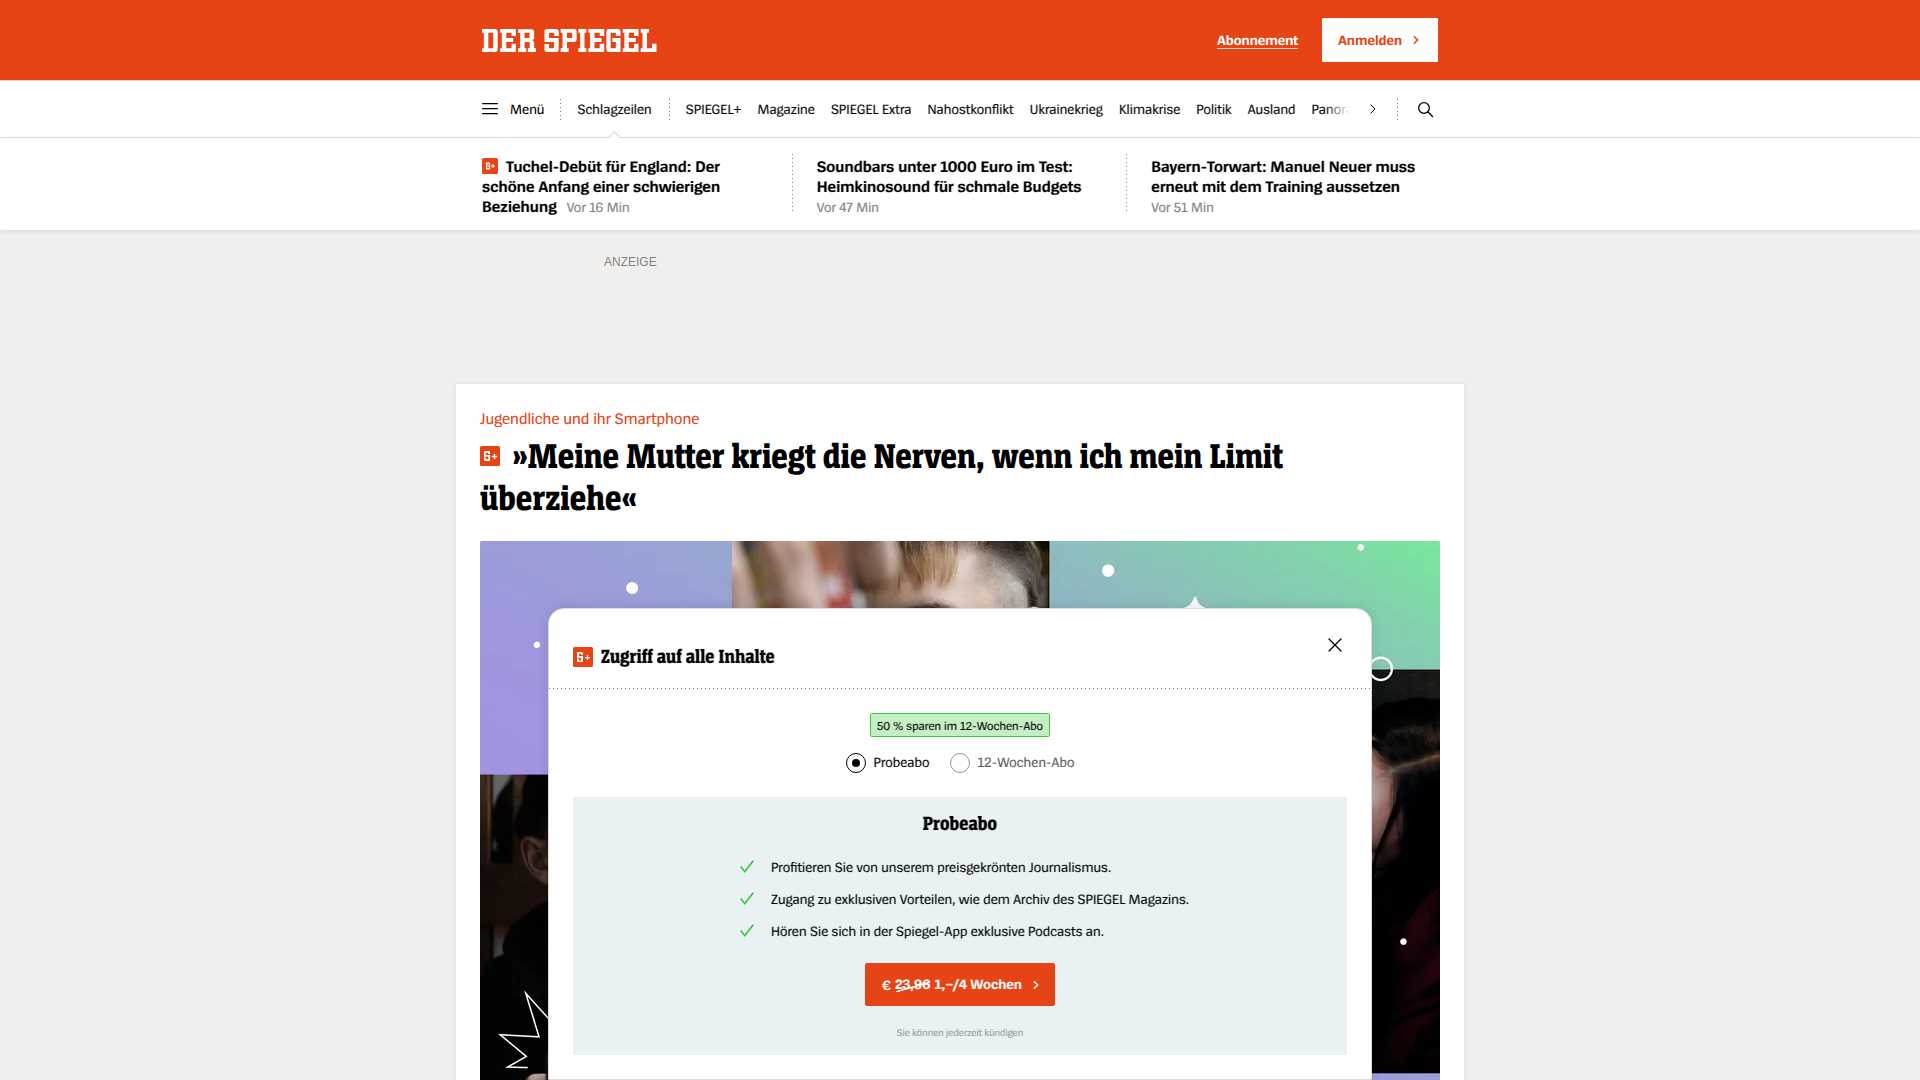 DER SPIEGEL
Abonnement
Anmelden
Menü
Schlagzeilen
SPIEGEL+
Magazine
SPIEGEL Extra
Nahostkonflikt
Ukrainekrieg
Klimakrise
Politik
Ausland
Tuchel-Debüt für England: Der
schöne Anfang einer schwierigen
Beziehung Vor 16 Min
Soundbars unter 1000 Euro im Test:
Heimkinosound für schmale Budgets
Vor 47 Min
Bayern-Torwart: Manuel Neuer muss
erneut mit dem Training aussetzen
Vor 51 Min
ANZEIGE
Jugendliche und ihr Smartphone
»Meine Mutter kriegt die Nerven, wenn ich mein Limit
überziehe«
Zugriff auf alle Inhalte
50 % sparen im 12-Wochen-Abo
Probeabo
12-Wochen-Abo
Probeabo
Profitieren Sie von unserem preisgekrönten Journalismus.
Zugang zu exklusiven Vorteilen, wie dem Archiv des SPIEGEL Magazins.
Hören Sie sich in der Spiegel-App exklusive Podcasts an.
€ 23,96 1,–/4 Wochen
Sie können jederzeit kündigen